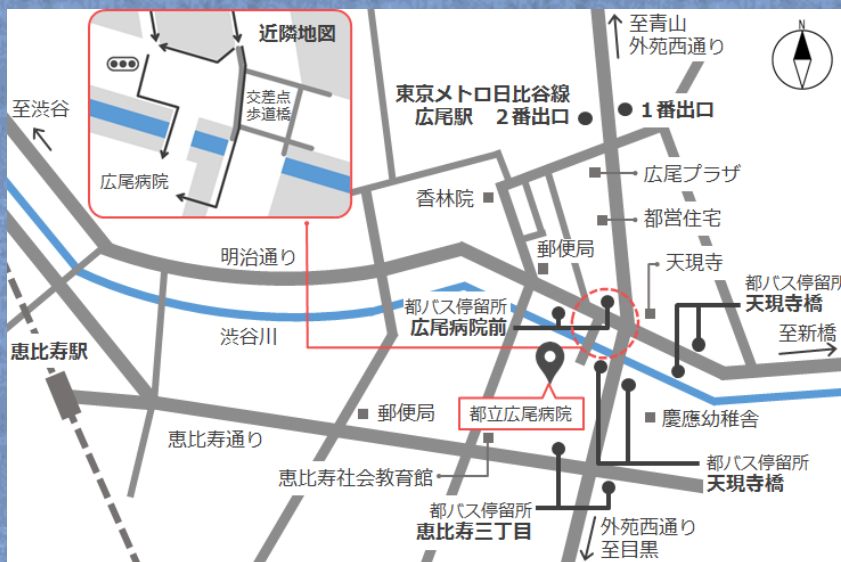 近隣地図
交差点
歩道橋
広尾病院
至渋谷
至青山
外苑西通り
東京メトロ日比谷線
広尾駅 2番出口
1番出口
広尾プラザ
香林院
都営住宅
郵便局
天現寺
明治通り
都バス停留所
広尾病院前
都バス停留所
天現寺橋
至新橋
渋谷川
恵比寿駅
都立広尾病院
郵便局
慶應幼稚舎
恵比寿通り
恵比寿社会教育館
都バス停留所
天現寺橋
都バス停留所
恵比寿三丁目
外苑西通り
至目黒